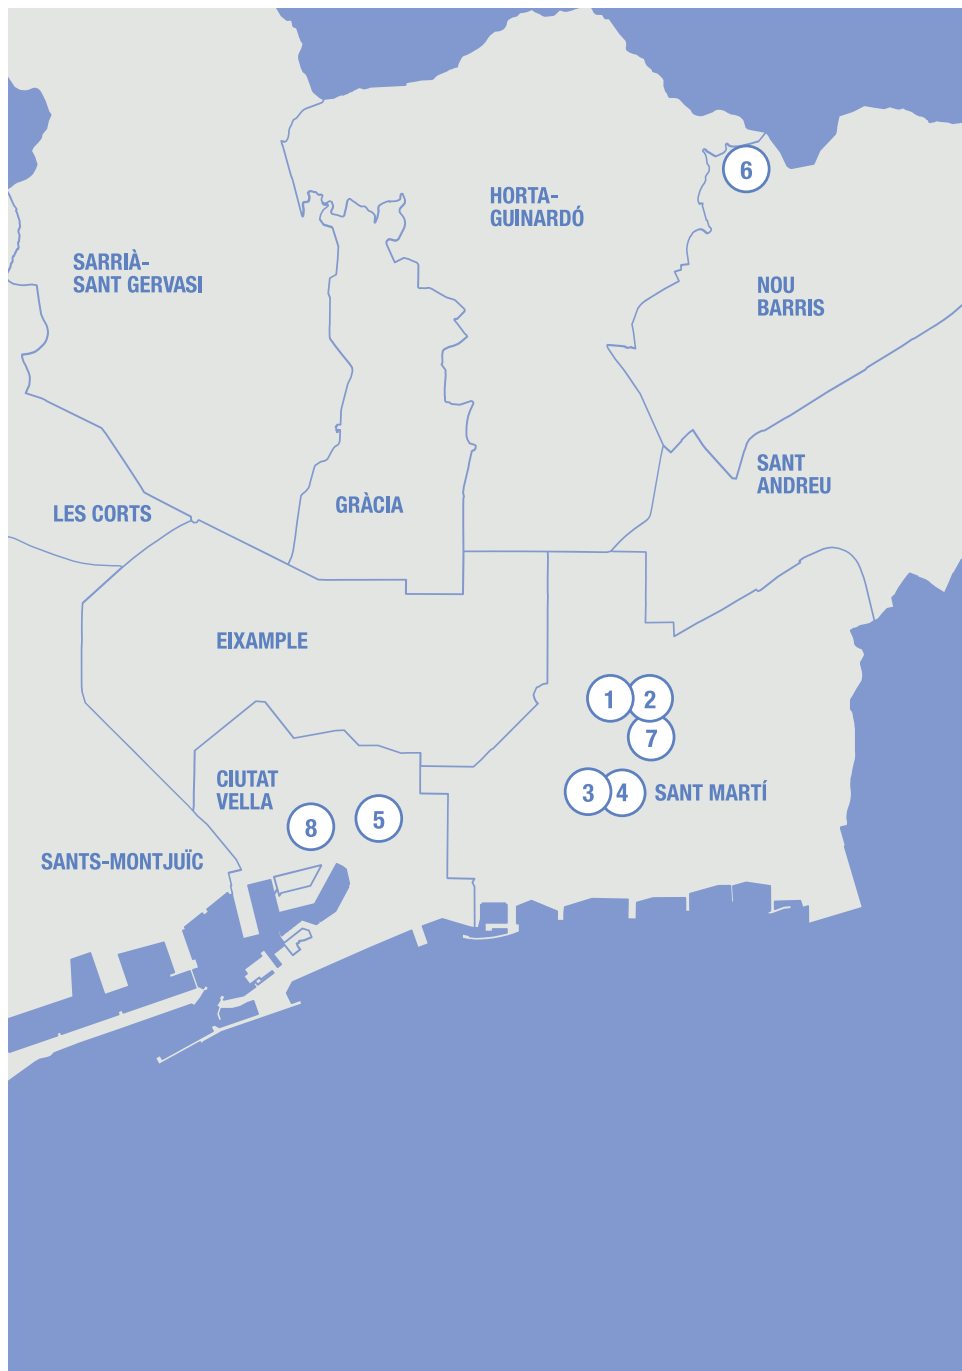 6
HORTA-
GUINARDÓ
SARRIÀ-
SANT GERVASI
NOU
BARRIS
SANT
ANDREU
GRÀCIA
LES CORTS
EIXAMPLE
1
2
7
CIUTAT
VELLA
3
4
SANT MARTÍ
8
5
SANTS-MONTJUÏC